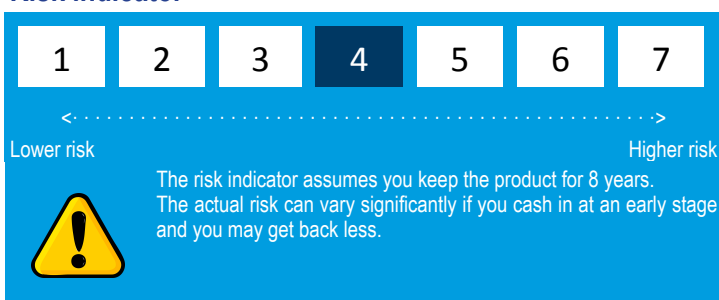 Risk Indicator
1 2 3 4 5 6 7
<· · · · · · · · · · · · · · · · · · · · · · · · · · · · · · · · · · · · · · · · · · · · · · · · · · · ·>
Lower risk Higher risk
The risk indicator assumes you keep the product for 8 years.
The actual risk can vary significantly if you cash in at an early stage
and you may get back less.